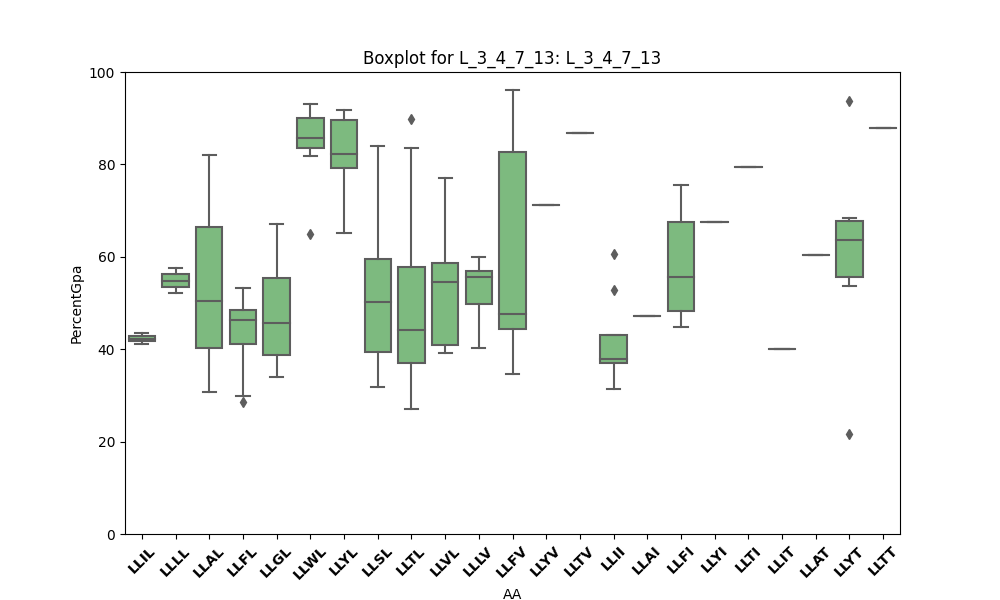 Boxplot for L_3_4_7_13: L_3_4_7_13
PercentGpa
100
80
60
40
20
0
LLIL LLLL LLAL LLFL LLGL LLWL LLYL LLSL LLTL LLVL LLLV LLFV LLYV LLTV LLII LLAI LLFI LLYI LLTI LLIT LLAT LLYT LLTT
AA